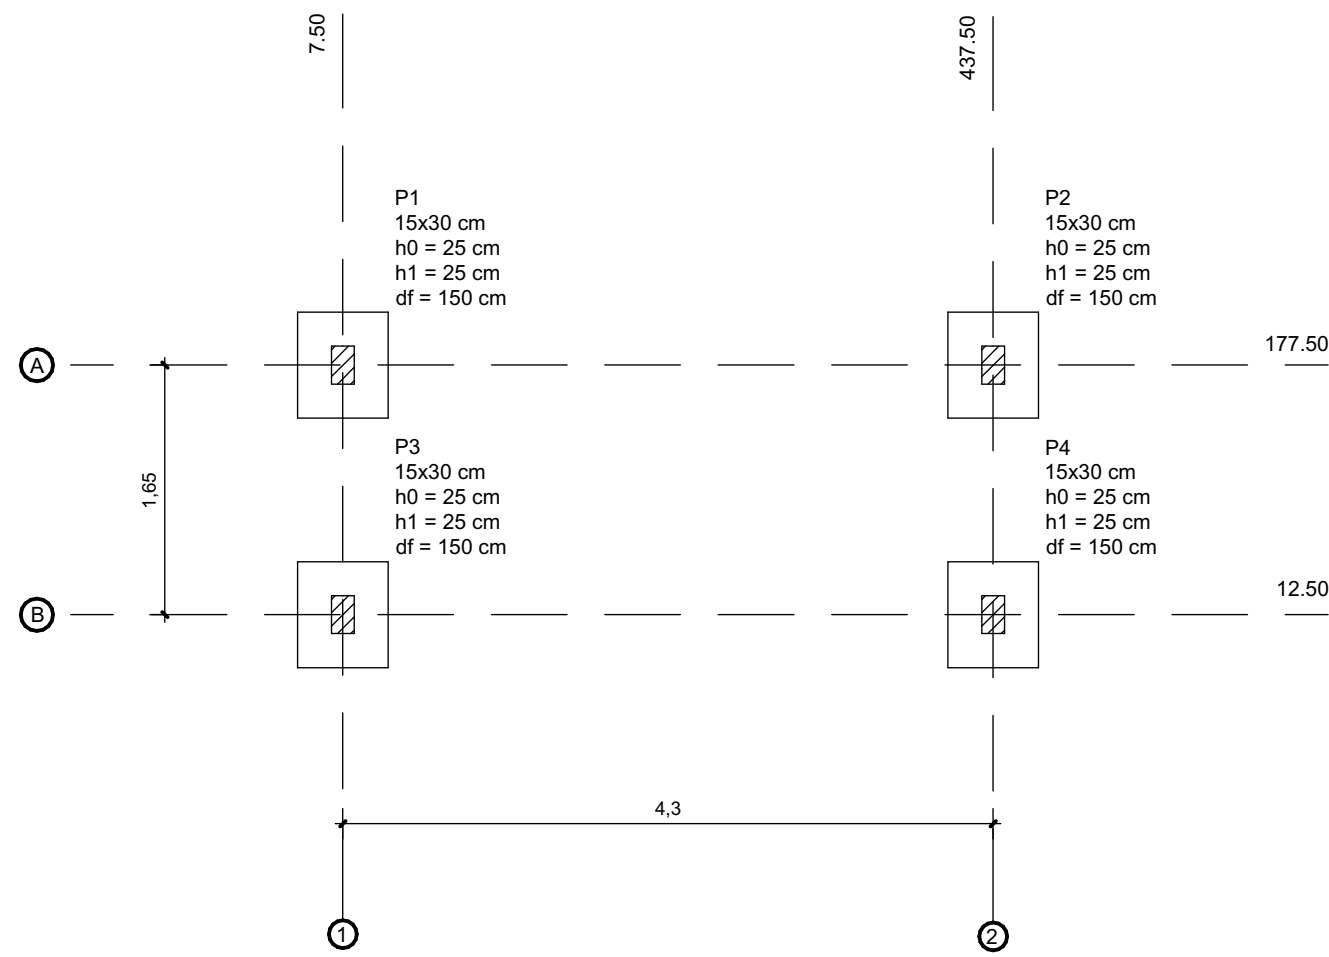 7.50
437.50
P1
15x30 cm
h0 = 25 cm
h1 = 25 cm
df = 150 cm
P2
15x30 cm
h0 = 25 cm
h1 = 25 cm
df = 150 cm
177.50
A
P3
15x30 cm
h0 = 25 cm
h1 = 25 cm
df = 150 cm
P4
15x30 cm
h0 = 25 cm
h1 = 25 cm
df = 150 cm
1,65
12.50
B
4,3
1
2